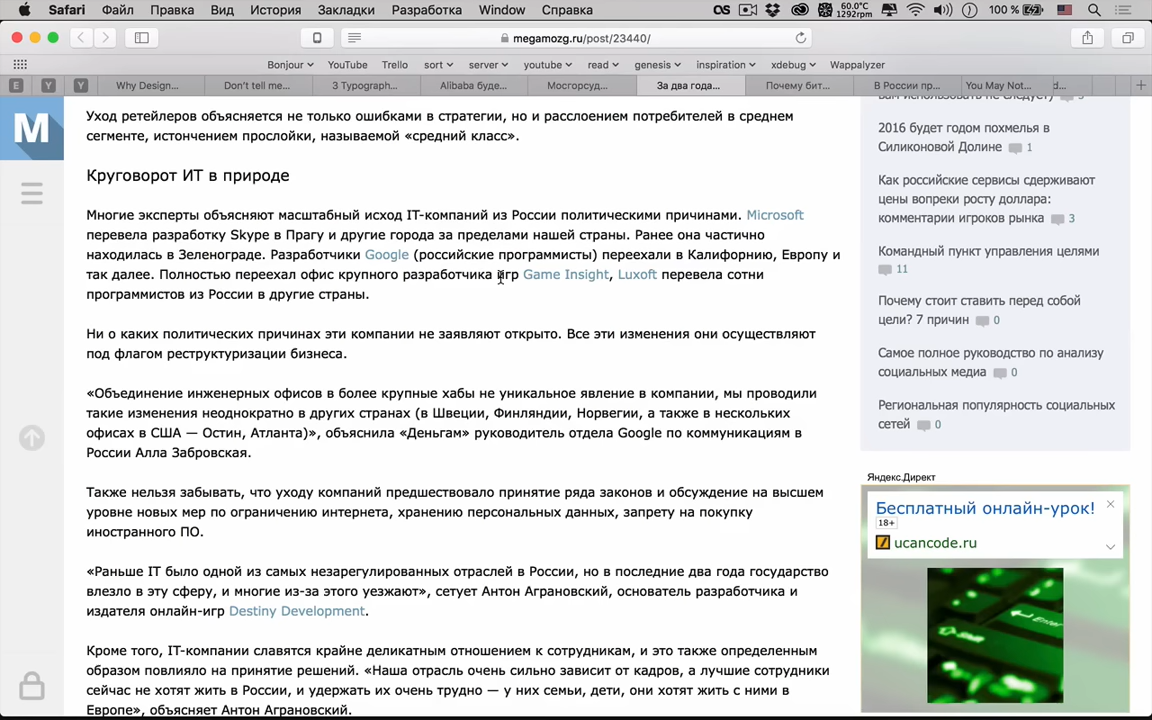 Safari Файл Правка Вид История Закладки Разработка Window Справка 60.0°C 1292rpm 100 %
megamozg.ru/post/23440/
Bonjour YouTube Trello sort server youtube read genesis inspiration xdebug Wappalyzer
E Y Y Why Design... Don't tell me... 3 Typograph... Alibaba буде... Мосгорсуд... За два года... Почему бит... В России пр... You May Not... d...
M
Уход ретейлеров объясняется не только ошибками в стратегии, но и расслоением потребителей в среднем
сегменте, истончением прослойки, называемой «средний класс».
Круговорот ИТ в природе
Многие эксперты объясняют масштабный исход IT-компаний из России политическими причинами. Microsoft
перевела разработку Skype в Прагу и другие города за пределами нашей страны. Ранее она частично
находилась в Зеленограде. Разработчики Google (российские программисты) переехали в Калифорнию, Европу и
так далее. Полностью переехал офис крупного разработчика игр Game Insight, Luxoft перевела сотни
программистов из России в другие страны.
Ни о каких политических причинах эти компании не заявляют открыто. Все эти изменения они осуществляют
под флагом реструктуризации бизнеса.
«Объединение инженерных офисов в более крупные хабы не уникальное явление в компании, мы проводили
такие изменения неоднократно в других странах (в Швеции, Финляндии, Норвегии, а также в нескольких
офисах в США — Остин, Атланта)», объяснила «Деньгам» руководитель отдела Google по коммуникациям в
России Алла Забровская.
Также нельзя забывать, что уходу компаний предшествовало принятие ряда законов и обсуждение на высшем
уровне новых мер по ограничению интернета, хранению персональных данных, запрету на покупку
иностранного ПО.
«Раньше IT было одной из самых незарегулированных отраслей в России, но в последние два года государство
влезло в эту сферу, и многие из-за этого уезжают», сетует Антон Аграновский, основатель разработчика и
издателя онлайн-игр Destiny Development.
Кроме того, IT-компании славятся крайне деликатным отношением к сотрудникам, и это также определенным
образом повлияло на принятие решений. «Наша отрасль очень сильно зависит от кадров, а лучшие сотрудники
сейчас не хотят жить в России, и удержать их очень трудно — у них семьи, дети, они хотят жить с ними в
Европе», объясняет Антон Аграновский.
вам использовать не следует)
2016 будет годом похмелья в
Силиконовой Долине 1
Как российские сервисы сдерживают
цены вопреки росту доллара:
комментарии игроков рынка 3
Командный пункт управления целями
11
Почему стоит ставить перед собой
цели? 7 причин 0
Самое полное руководство по анализу
социальных медиа 0
Региональная популярность социальных
сетей 0
Яндекс.Директ
Бесплатный онлайн-урок!
18+
ucancode.ru
Enter
Shift